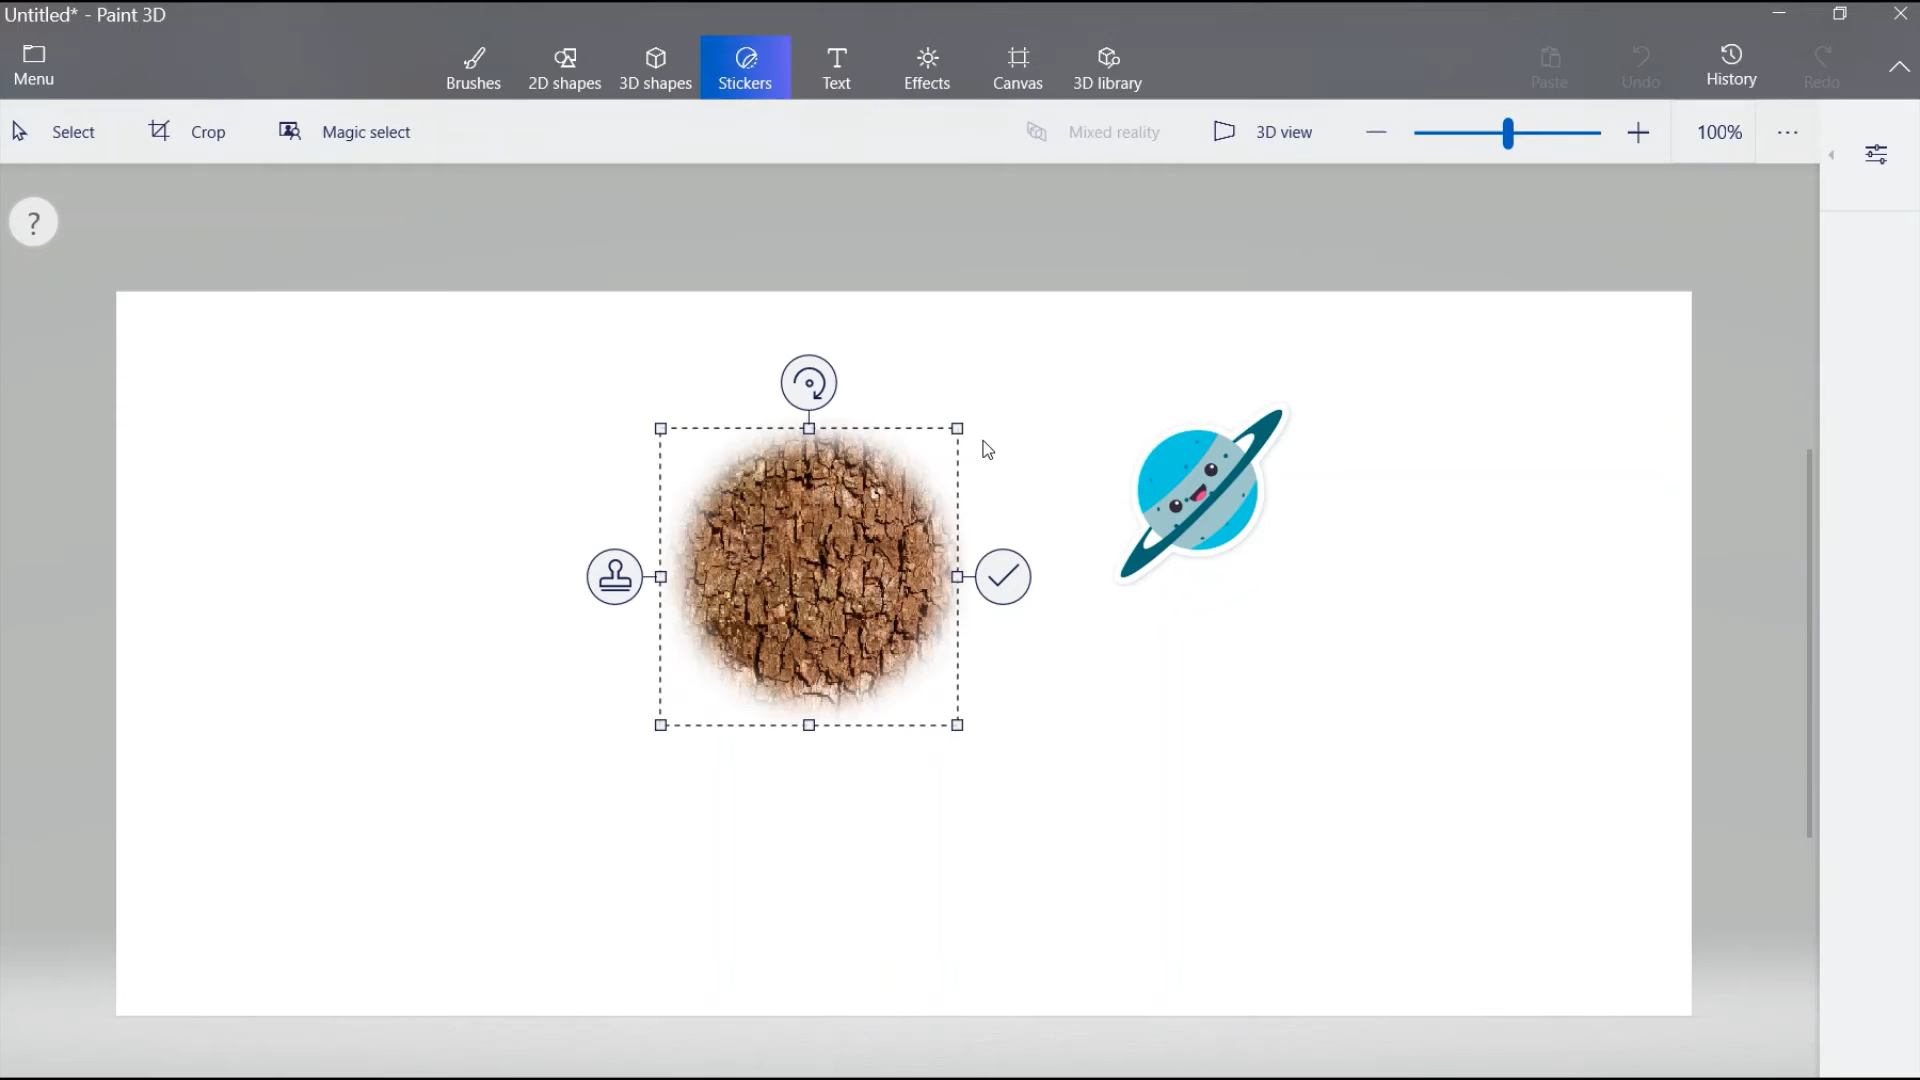 Untitled* - Paint 3D
Menu
Brushes
2D shapes
3D shapes
Stickers
Text
Effects
Canvas
3D library
Paste
Undo
History
Redo
Select
Crop
Magic select
Mixed reality
3D view
100%
?